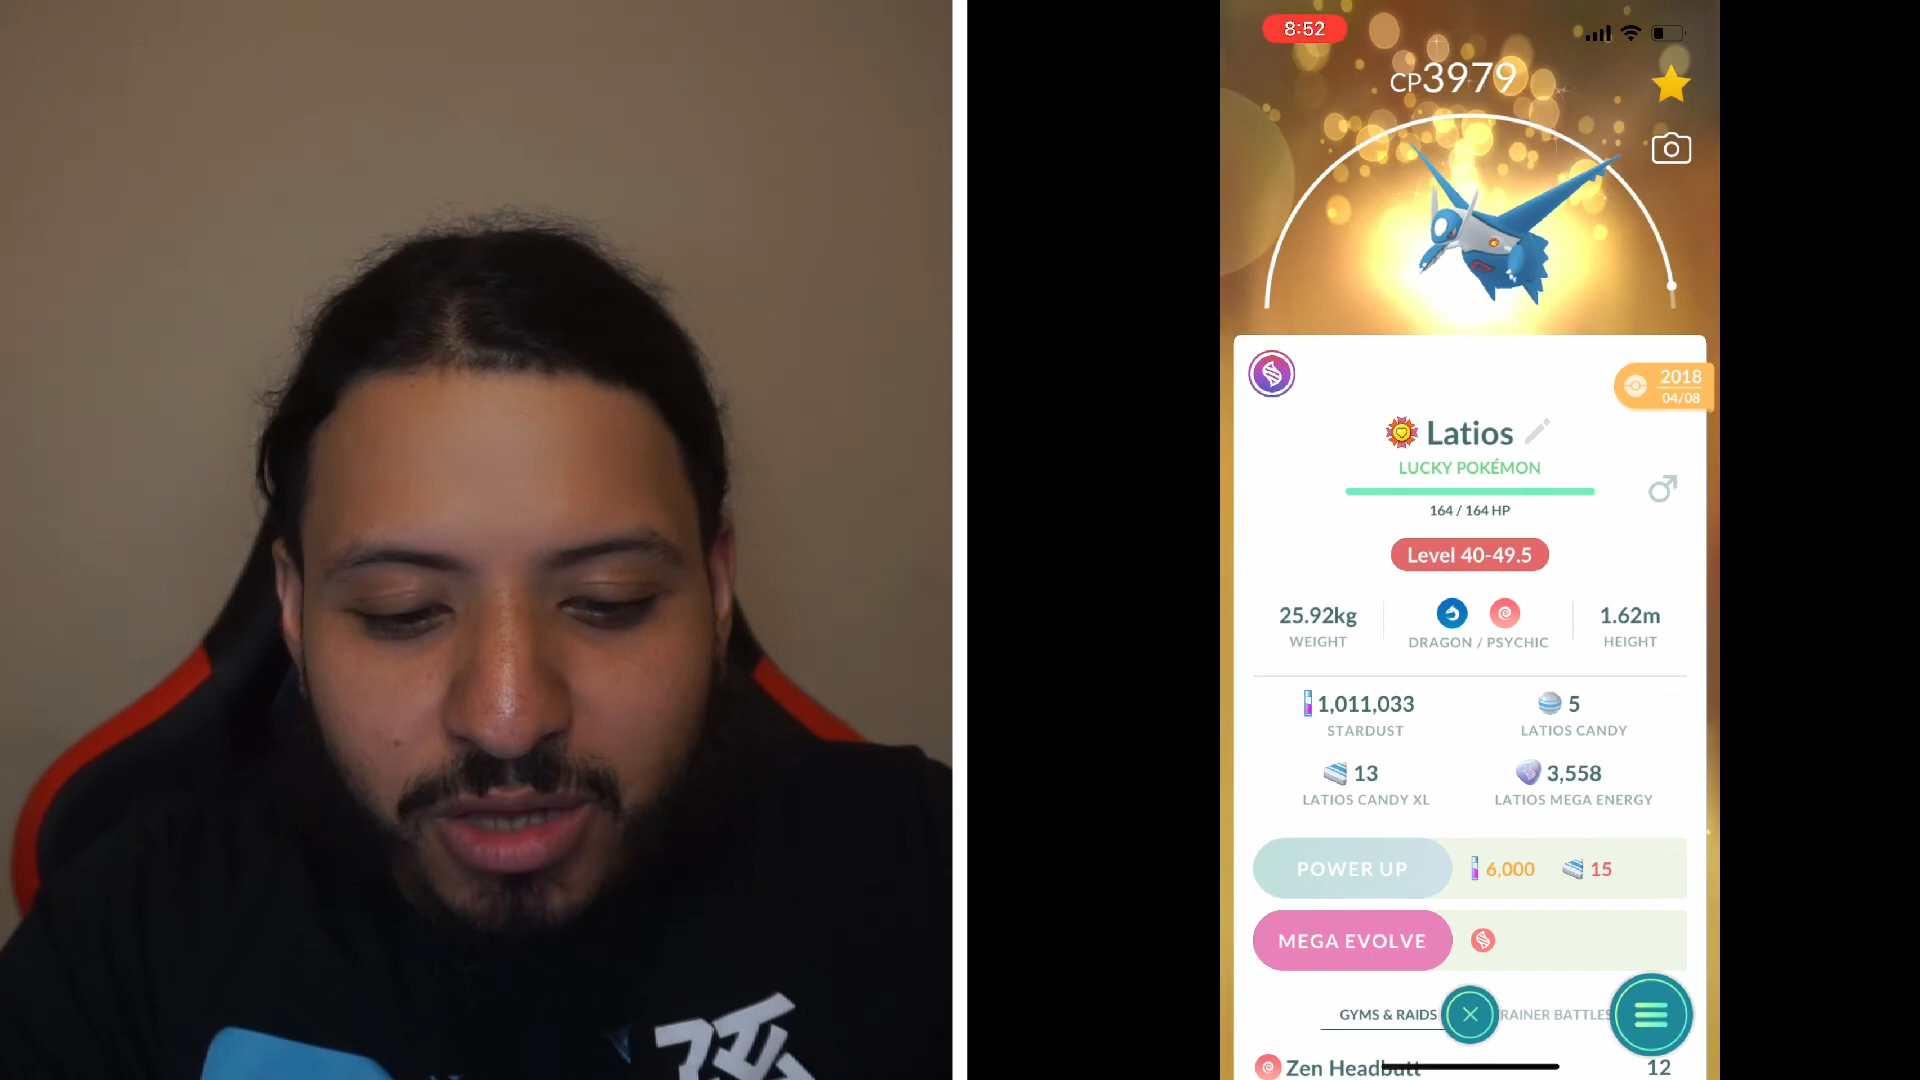 8:52
CP3979
2018
04/08
Latios
LUCKY POKÉMON
164 / 164 HP
Level 40-49.5
25.92kg
WEIGHT
DRAGON / PSYCHIC
1.62m
HEIGHT
1,011,033
STARDUST
5
LATIOS CANDY
13
LATIOS CANDY XL
3,558
LATIOS MEGA ENERGY
POWER UP
6,000
15
MEGA EVOLVE
GYMS & RAIDS
TRAINER BATTLES
Zen Headbutt
12